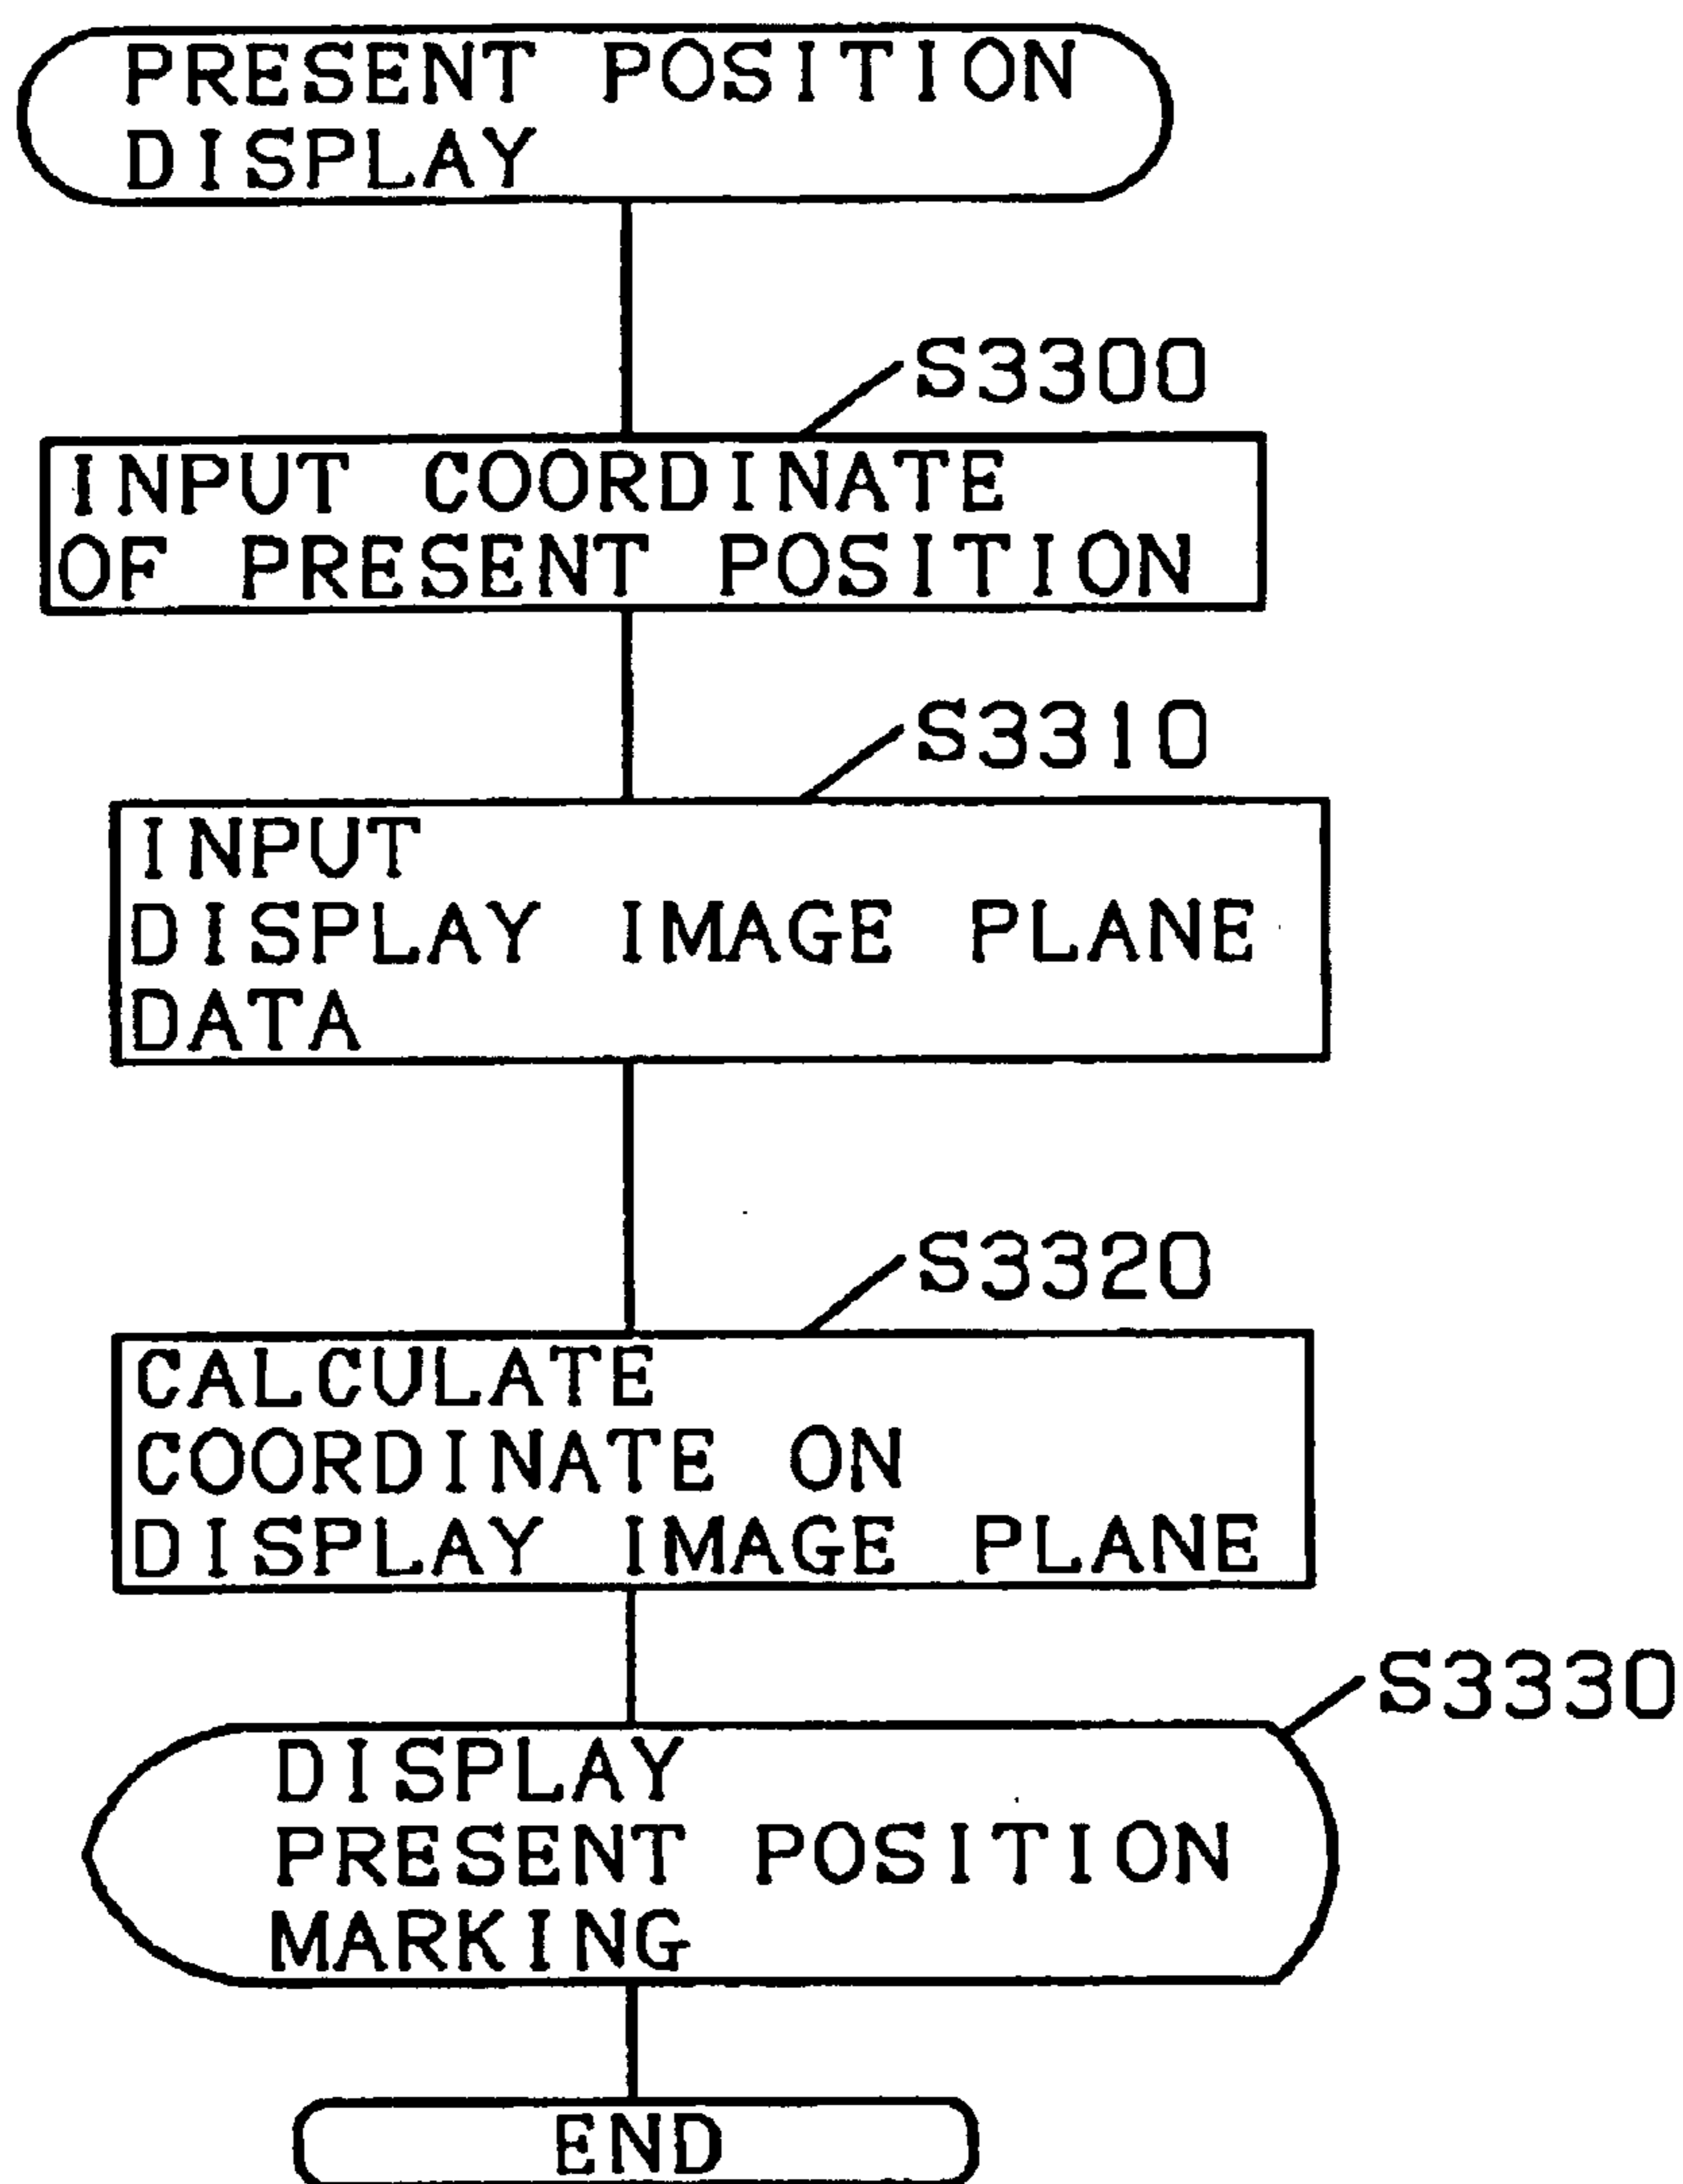 PRESENT POSITION
DISPLAY
S3300
INPUT COORDINATE
OF PRESENT POSITION
S3310
INPUT
DISPLAY IMAGE PLANE
DATA
S3320
CALCULATE
COORDINATE ON
DISPLAY IMAGE PLANE
S3330
DISPLAY
PRESENT POSITION
MARKING
END